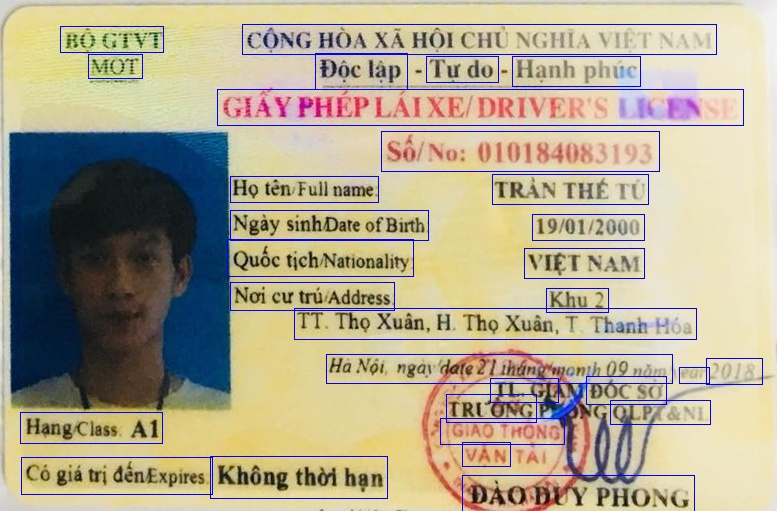 BỘ GTVT
MOT
CỘNG HÒA XÃ HỘI CHỦ NGHĨA VIỆT NAM
Độc lập - Tự do - Hạnh phúc
GIẤY PHÉP LÁI XE/DRIVER'S LICENSE
Số/No: 010184083193
Họ tên/Full name: TRẦN THẾ TÚ
Ngày sinh/Date of Birth: 19/01/2000
Quốc tịch/Nationality: VIỆT NAM
Nơi cư trú/Address: Khu 2
TT. Thọ Xuân, H. Thọ Xuân, T. Thanh Hóa
Hà Nội, ngày/date 21 tháng/month 09 năm/year 2018
TL. GIÁM ĐỐC SỞ
TRƯỞNG PHÒNG QLPT&NL
GIAO THÔNG
VẬN TẢI
Hạng/Class: A1
Có giá trị đến/Expires: Không thời hạn
ĐÀO DUY PHONG